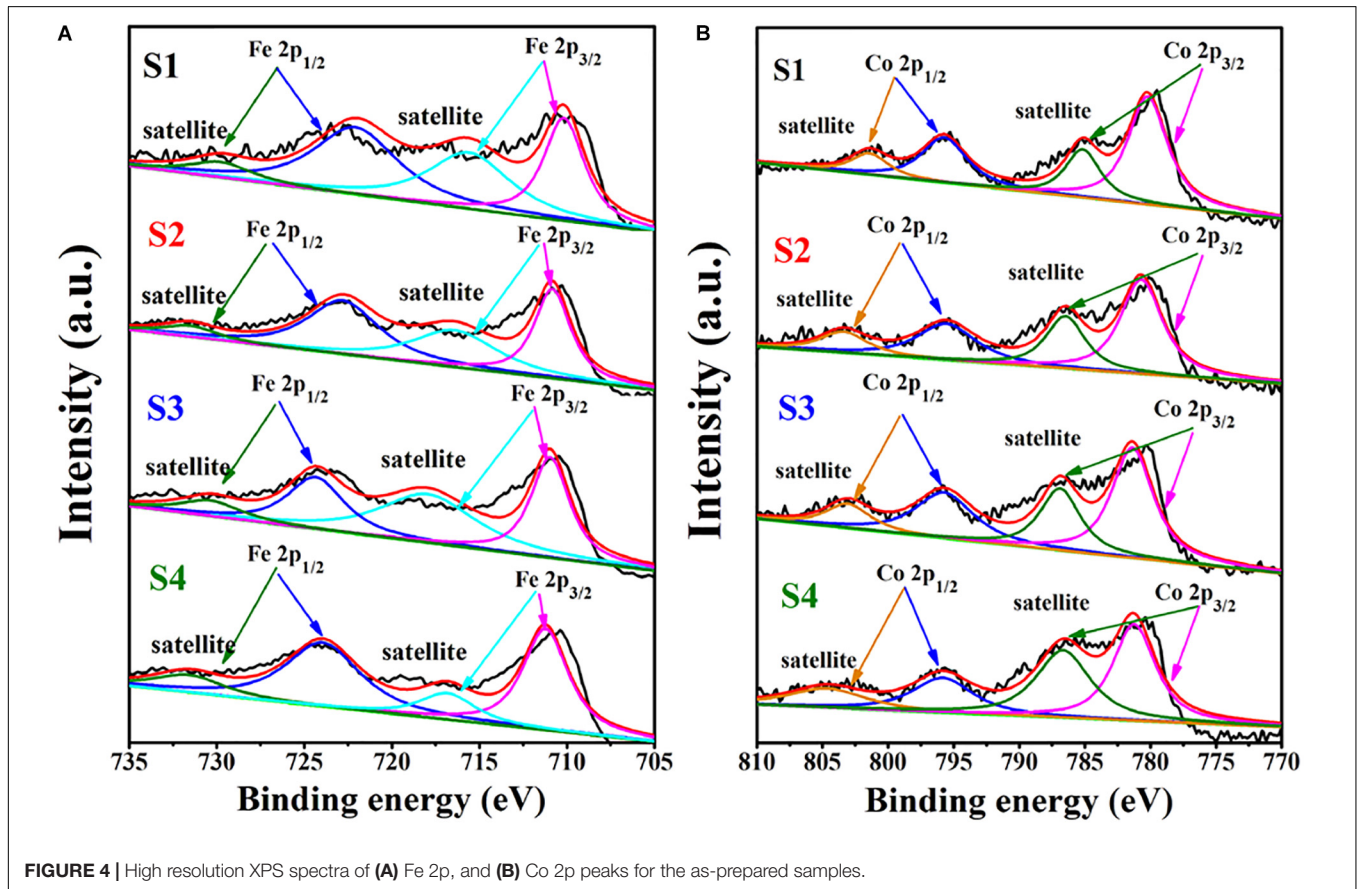 A
Intensity (a.u.)
S1
Fe 2p1/2
Fe 2p3/2
satellite
satellite
S2
Fe 2p1/2
Fe 2p3/2
satellite
satellite
S3
Fe 2p1/2
Fe 2p3/2
satellite
satellite
S4
Fe 2p1/2
Fe 2p3/2
satellite
satellite
735 730 725 720 715 710 705
Binding energy (eV)
B
Intensity (a.u.)
S1
Co 2p1/2
Co 2p3/2
satellite
satellite
S2
Co 2p1/2
Co 2p3/2
satellite
satellite
S3
Co 2p1/2
Co 2p3/2
satellite
satellite
S4
Co 2p1/2
Co 2p3/2
satellite
satellite
810 805 800 795 790 785 780 775 770
Binding energy (eV)
FIGURE 4 | High resolution XPS spectra of (A) Fe 2p, and (B) Co 2p peaks for the as-prepared samples.